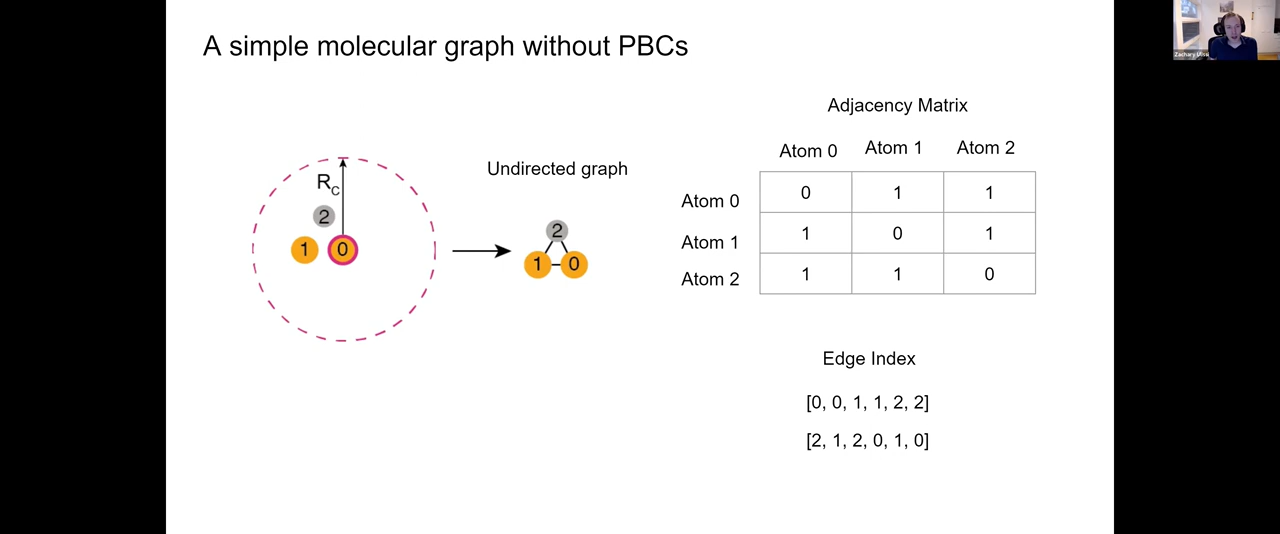 A simple molecular graph without PBCs
Rc
2
1
0
Undirected graph
2
1
0
Adjacency Matrix
Atom 0 Atom 1 Atom 2
Atom 0 0 1 1
Atom 1 1 0 1
Atom 2 1 1 0
Edge Index
[0, 0, 1, 1, 2, 2]
[2, 1, 2, 0, 1, 0]
Zachary